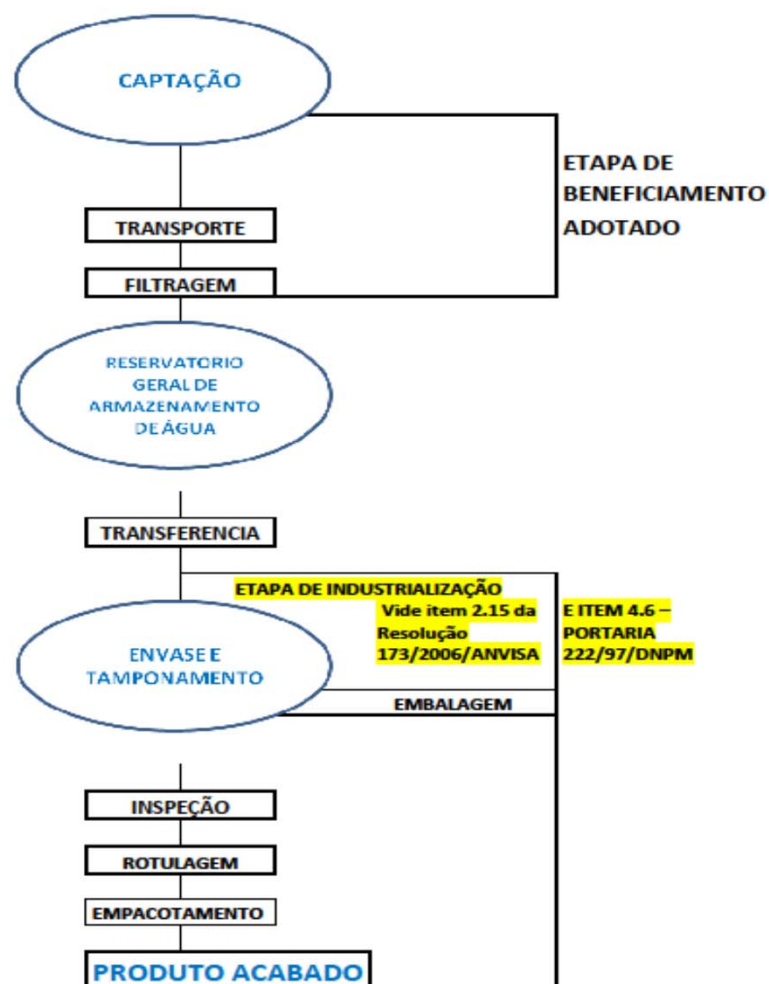 CAPTAÇÃO
ETAPA DE
BENEFICIAMENTO
ADOTADO
TRANSPORTE
FILTRAGEM
RESERVATORIO
GERAL DE
ARMAZENAMENTO
DE ÁGUA
TRANSFERENCIA
ETAPA DE INDUSTRIALIZAÇÃO
Vide item 2.15 da
Resolução
173/2006/ANVISA
E ITEM 4.6 –
PORTARIA
222/97/DNPM
ENVASE E
TAMPONAMENTO
EMBALAGEM
INSPEÇÃO
ROTULAGEM
EMPACOTAMENTO
PRODUTO ACABADO